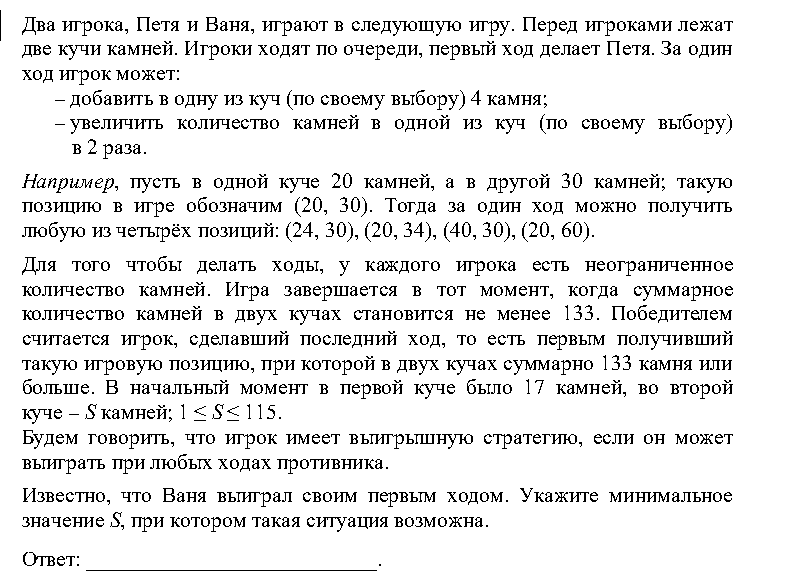 Два игрока, Петя и Ваня, играют в следующую игру. Перед игроками лежат
две кучи камней. Игроки ходят по очереди, первый ход делает Петя. За один
ход игрок может:
– добавить в одну из куч (по своему выбору) 4 камня;
– увеличить количество камней в одной из куч (по своему выбору)
в 2 раза.
Например, пусть в одной куче 20 камней, а в другой 30 камней; такую
позицию в игре обозначим (20, 30). Тогда за один ход можно получить
любую из четырёх позиций: (24, 30), (20, 34), (40, 30), (20, 60).
Для того чтобы делать ходы, у каждого игрока есть неограниченное
количество камней. Игра завершается в тот момент, когда суммарное
количество камней в двух кучах становится не менее 133. Победителем
считается игрок, сделавший последний ход, то есть первым получивший
такую игровую позицию, при которой в двух кучах суммарно 133 камня или
больше. В начальный момент в первой куче было 17 камней, во второй
куче – S камней; 1 ≤ S ≤ 115.
Будем говорить, что игрок имеет выигрышную стратегию, если он может
выиграть при любых ходах противника.
Известно, что Ваня выиграл своим первым ходом. Укажите минимальное
значение S, при котором такая ситуация возможна.
Ответ: ____________________________.